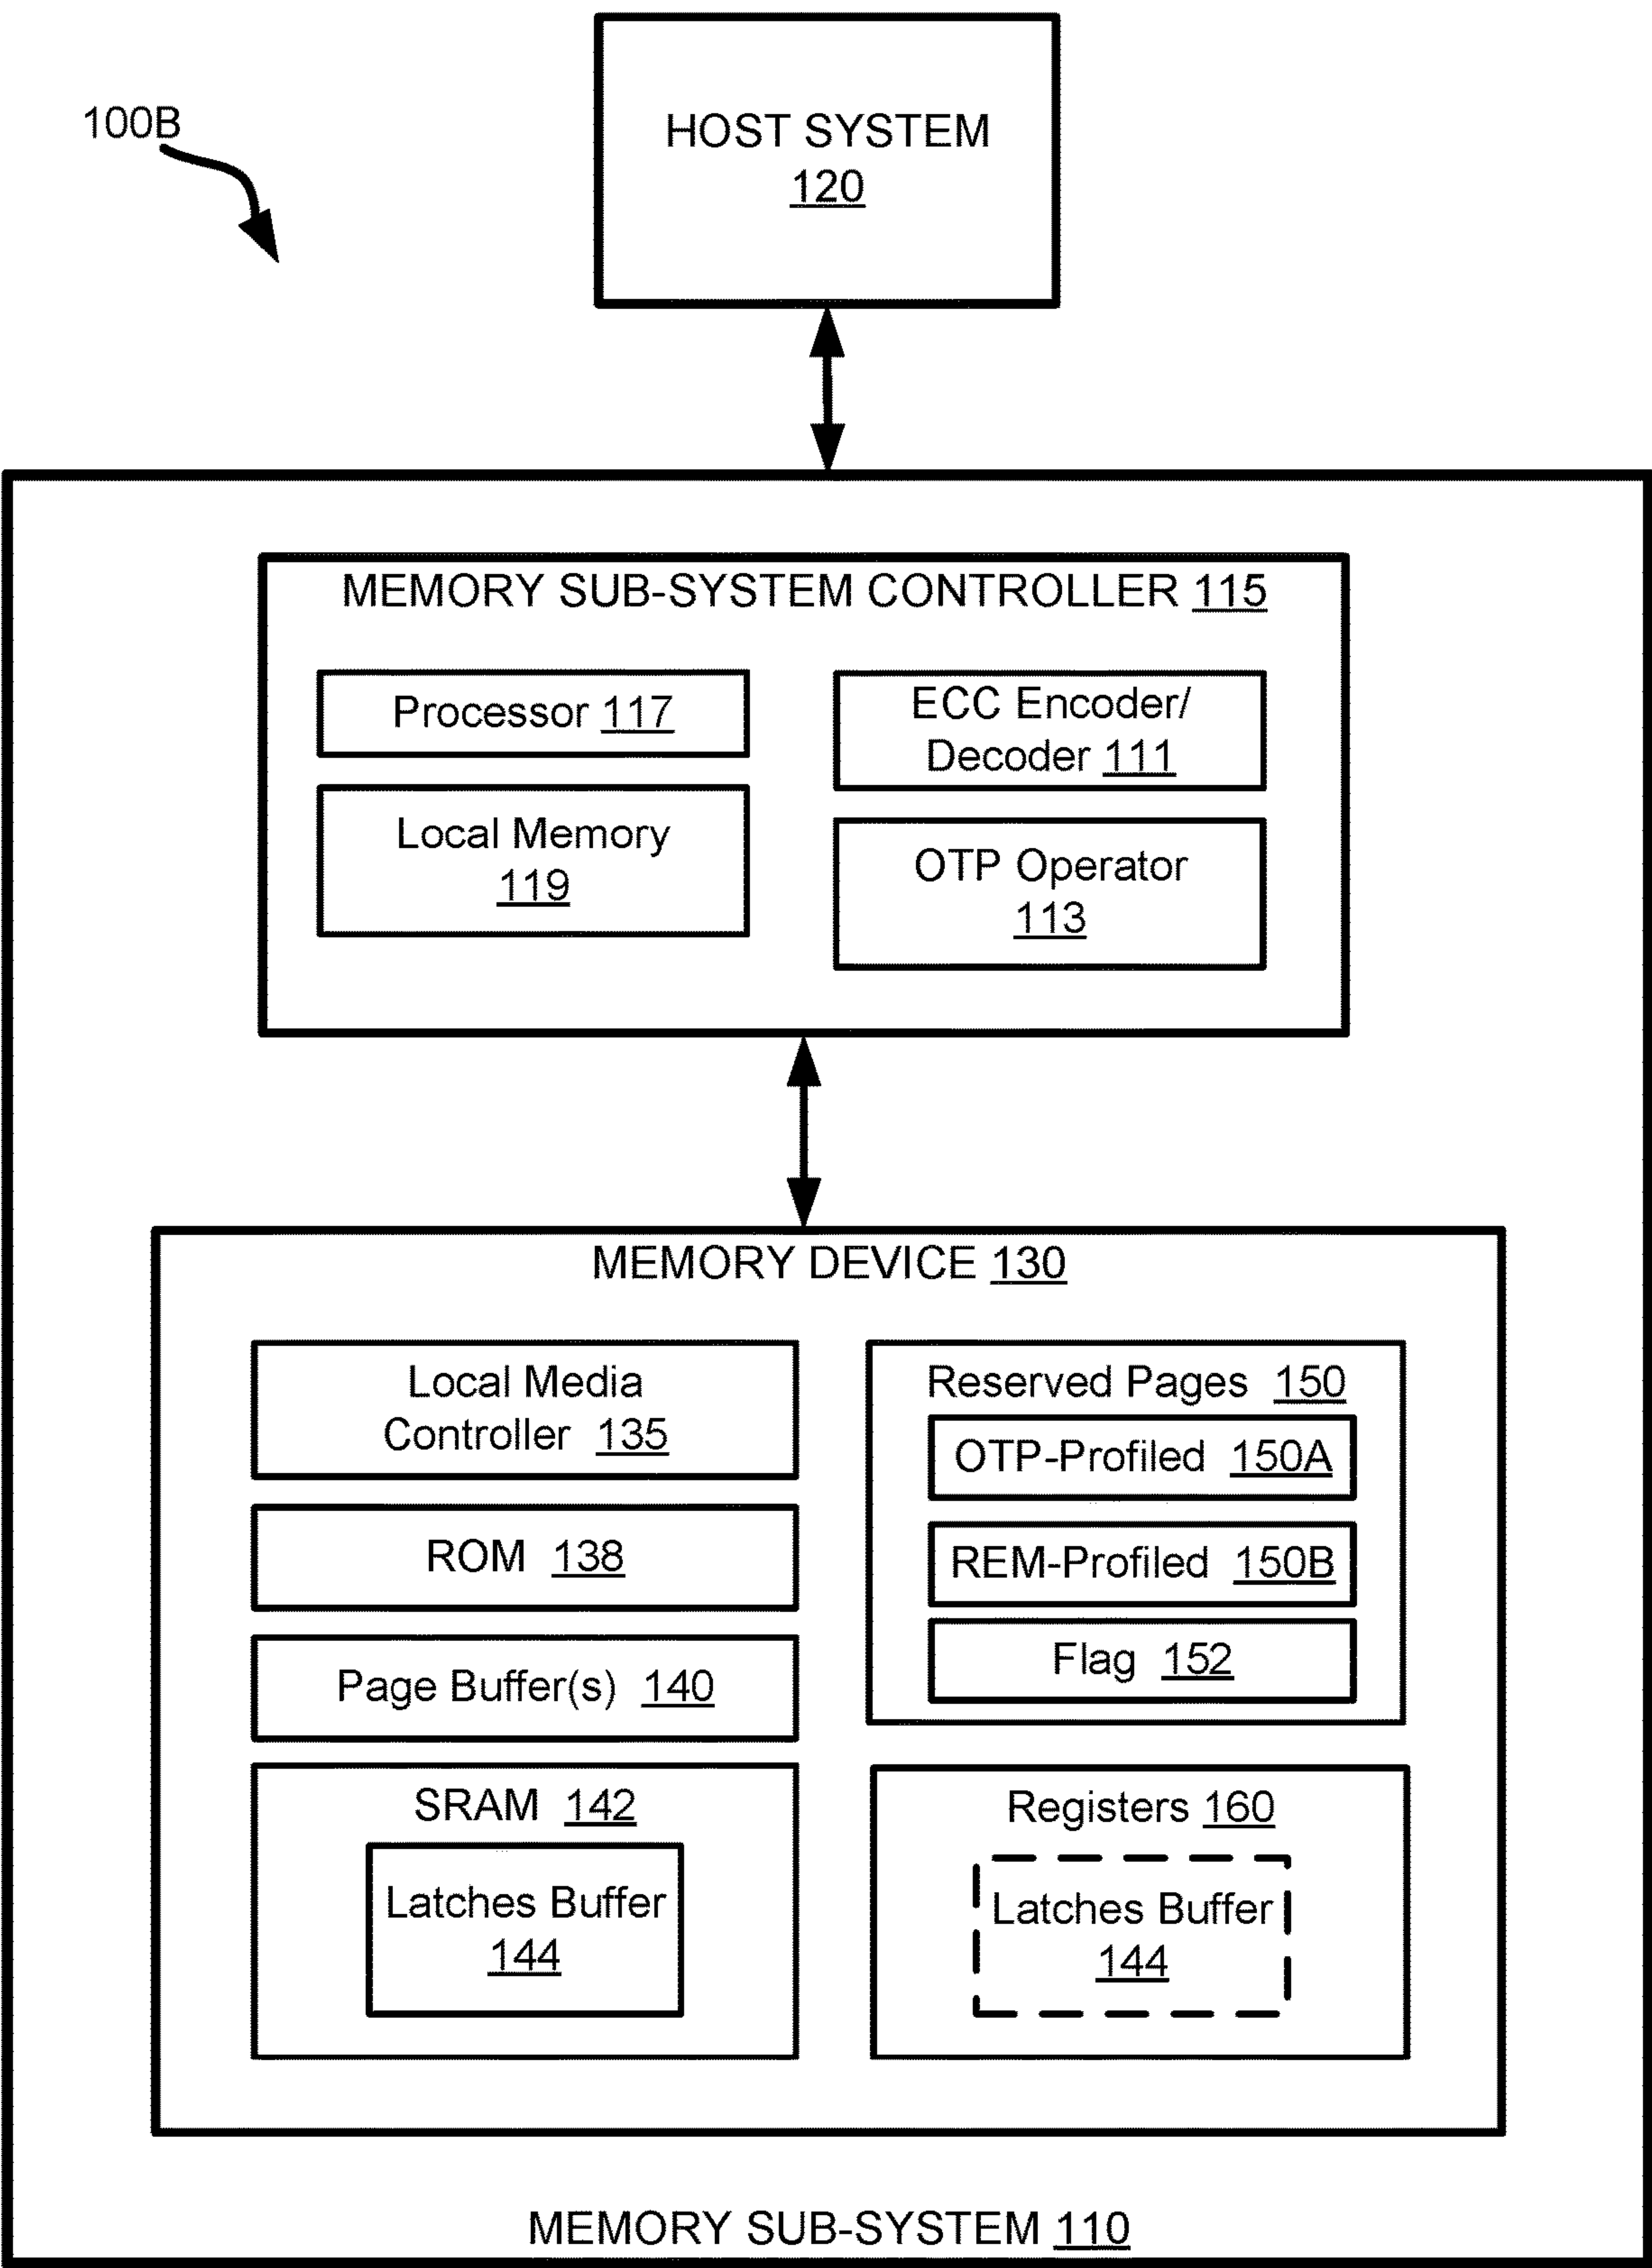 100B
HOST SYSTEM
120
MEMORY SUB-SYSTEM CONTROLLER 115
Processor 117
Local Memory
119
ECC Encoder/
Decoder 111
OTP Operator
113
MEMORY DEVICE 130
Local Media
Controller 135
ROM 138
Page Buffer(s) 140
SRAM 142
Latches Buffer
144
Reserved Pages 150
OTP-Profiled 150A
REM-Profiled 150B
Flag 152
Registers 160
Latches Buffer
144
MEMORY SUB-SYSTEM 110